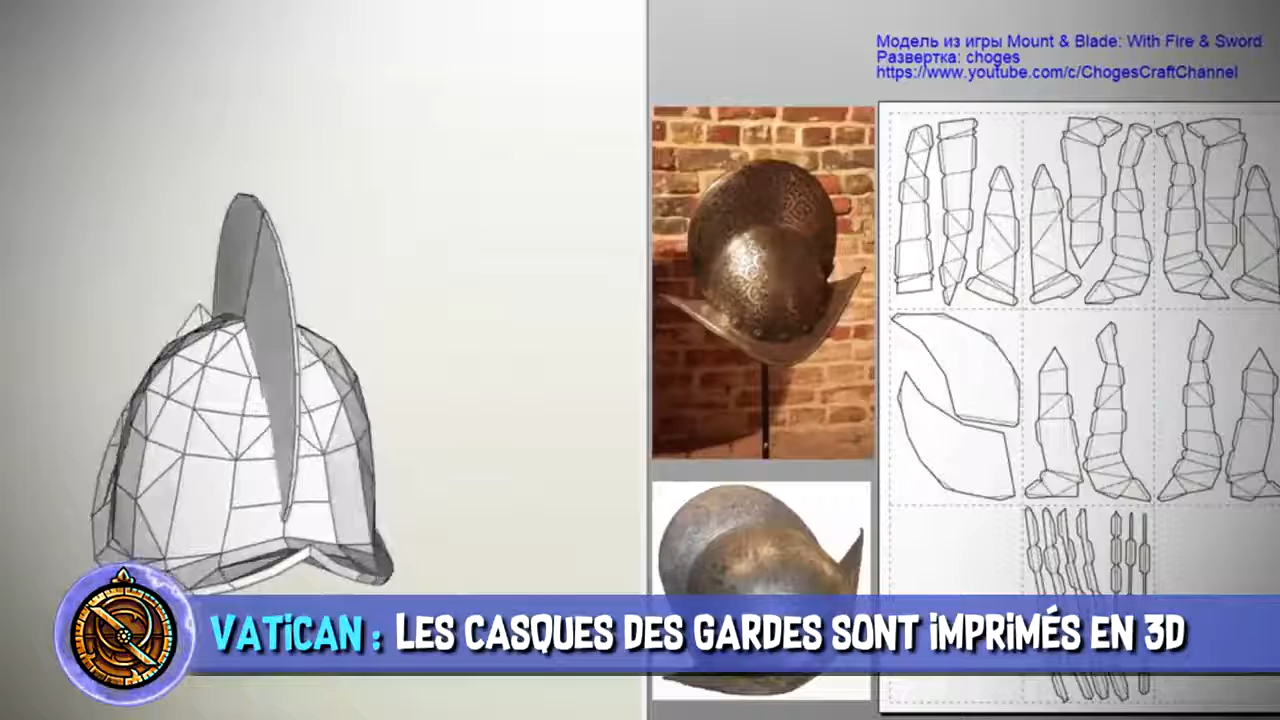 Модель из игры Mount & Blade: With Fire & Sword
Развертка: choges
https://www.youtube.com/c/ChogesCraftChannel
VATICAN : LES CASQUES DES GARDES SONT IMPRIMÉS EN 3D